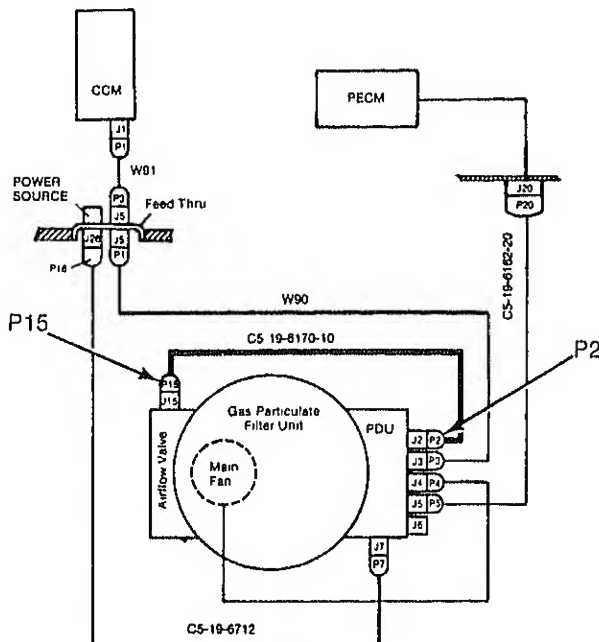 CCM
PECM
J1
P1
W91
J20
P20
POWER
SOURCE
P3
J5
Feed Thru
J28
J5
P1
P18
C5-19-6162-20
W90
P15
C5 19-6170-10
P2
P15
J15
Gas Particulate
Filter Unit
PDU
Airflow Valve
Main
Fan
J2 P2
J3 P3
J4 P4
J5 P5
J6
J7
P7
C5-19-6712